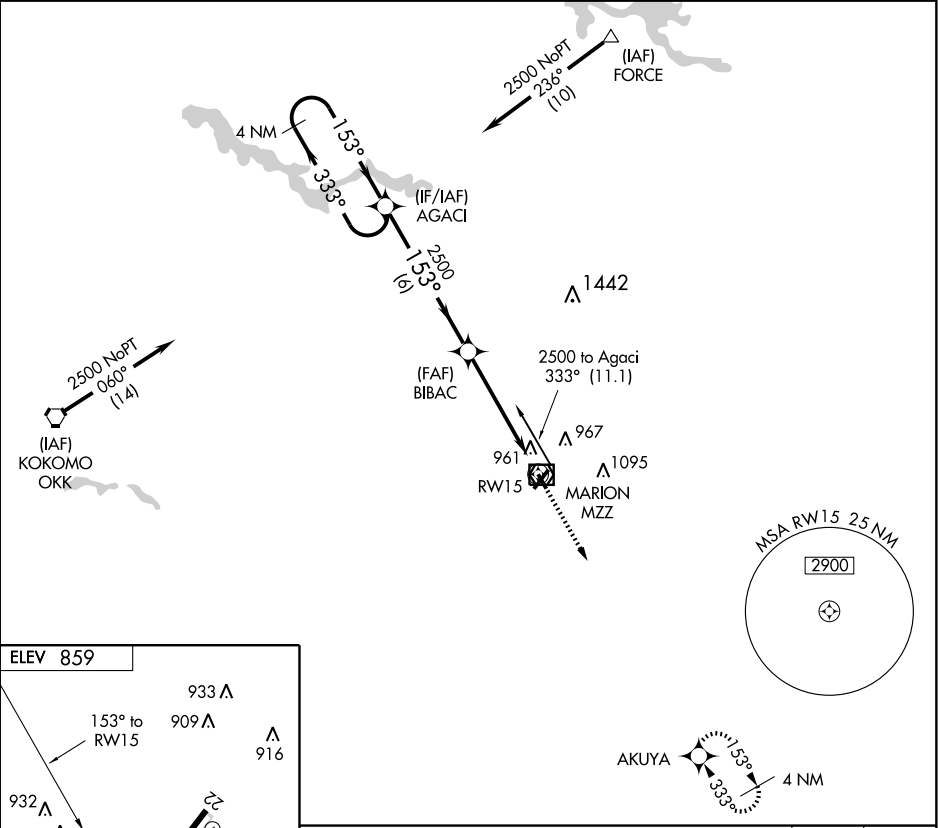 (IAF)
FORCE
2500 NoPT
236°
(10)
4 NM
153°
333°
(IF/IAF)
AGACI
2500
153°
(6)
1442
2500 NoPT
060°
(14)
(FAF)
BIBAC
2500 to Agaci
333° (11.1)
(IAF)
KOKOMO
OKK
961
967
1095
RW15
MARION
MZZ
MSA RW15 25 NM
2900
ELEV 859
933
909
916
153° to
RW15
932
22
AKUYA
153°
333°
4 NM